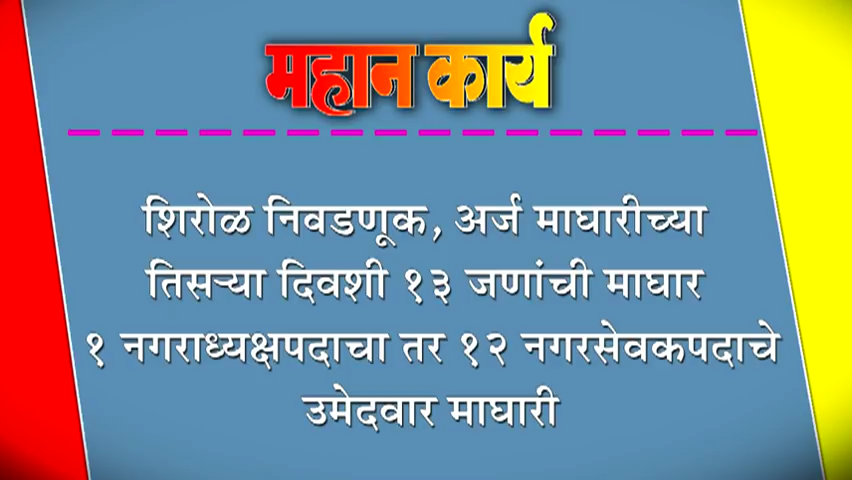 महान कार्य
शिरोळ निवडणूक, अर्ज माघारीच्या
तिसऱ्या दिवशी १३ जणांची माघार
१ नगराध्यक्षपदाचा तर १२ नगरसेवकपदाचे
उमेदवार माघारी